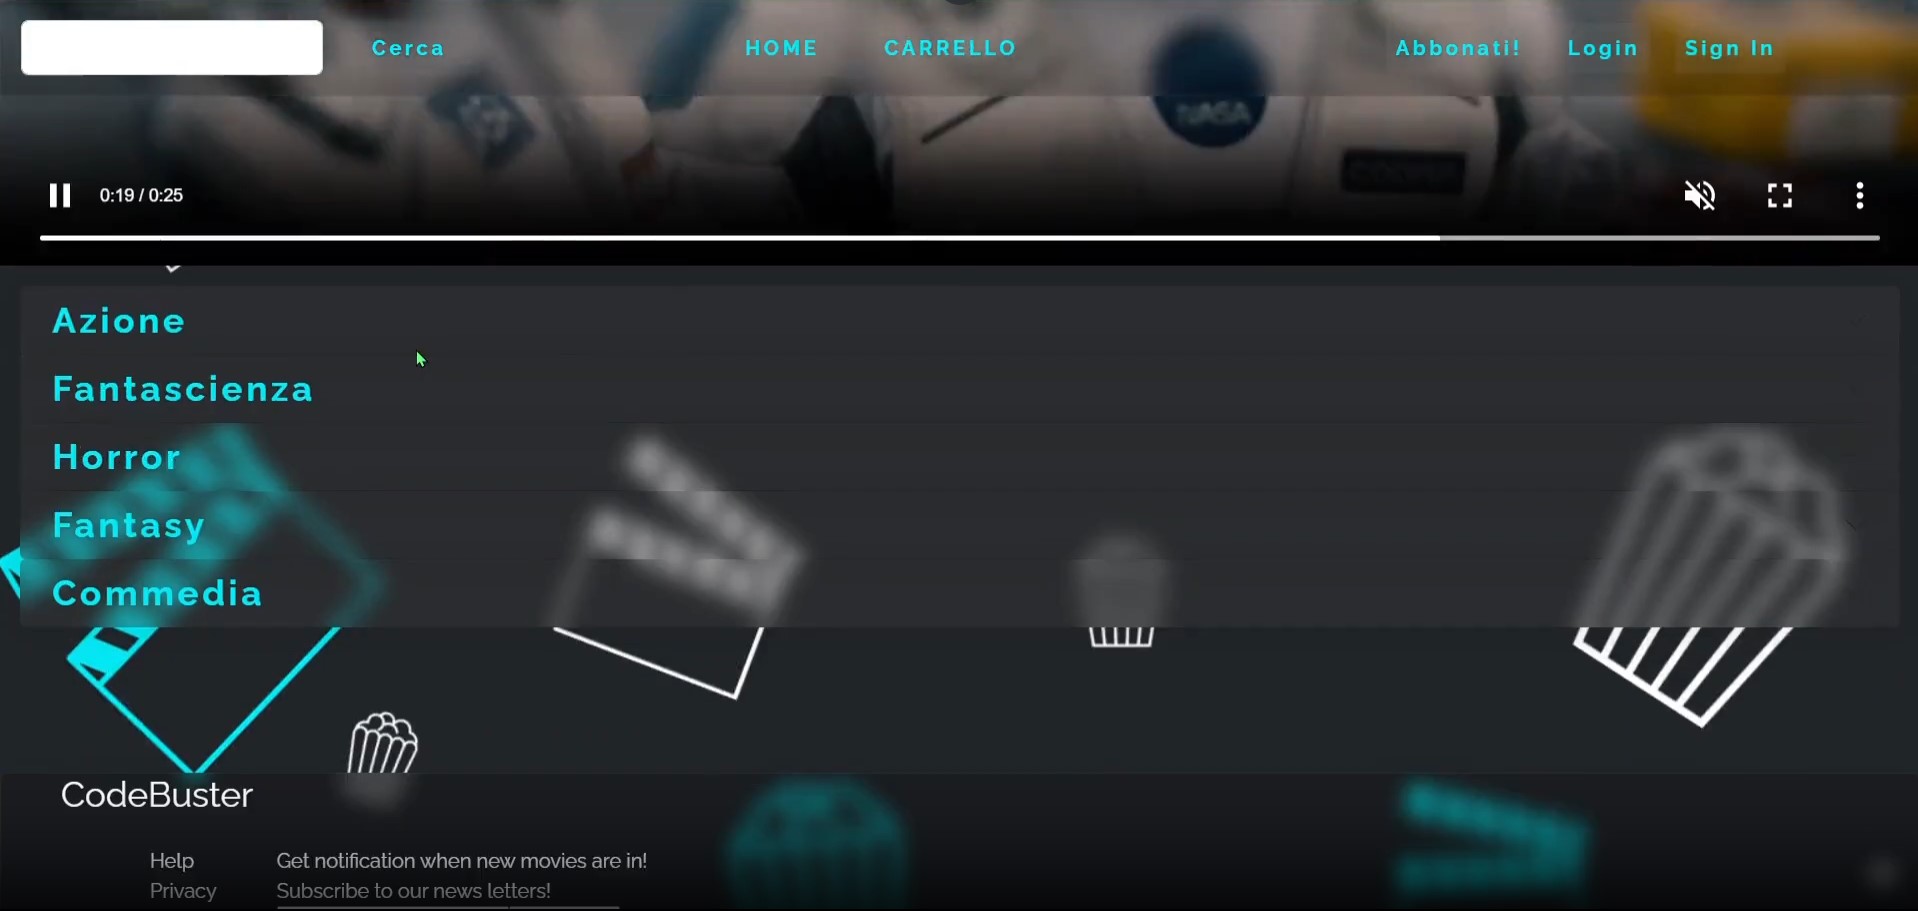 Cerca HOME CARRELLO Abbonati! Login Sign In
NASA
0:19 / 0:25
Azione
Fantascienza
Horror
Fantasy
Commedia
CodeBuster
Help Get notification when new movies are in!
Privacy Subscribe to our news letters!